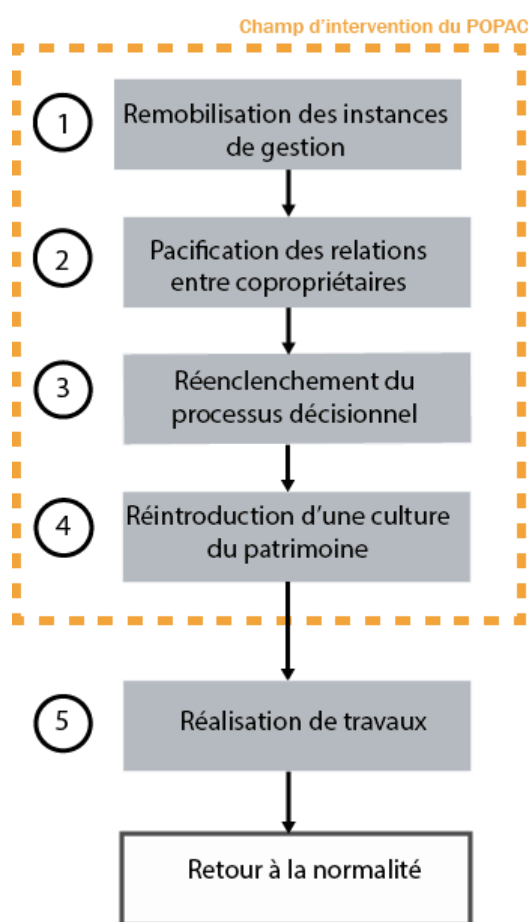 Champ d'intervention du POPAC
1
Remobilisation des instances
de gestion
2
Pacification des relations
entre copropriétaires
3
Réenclenchement du
processus décisionnel
4
Réintroduction d'une culture
du patrimoine
5
Réalisation de travaux
Retour à la normalité